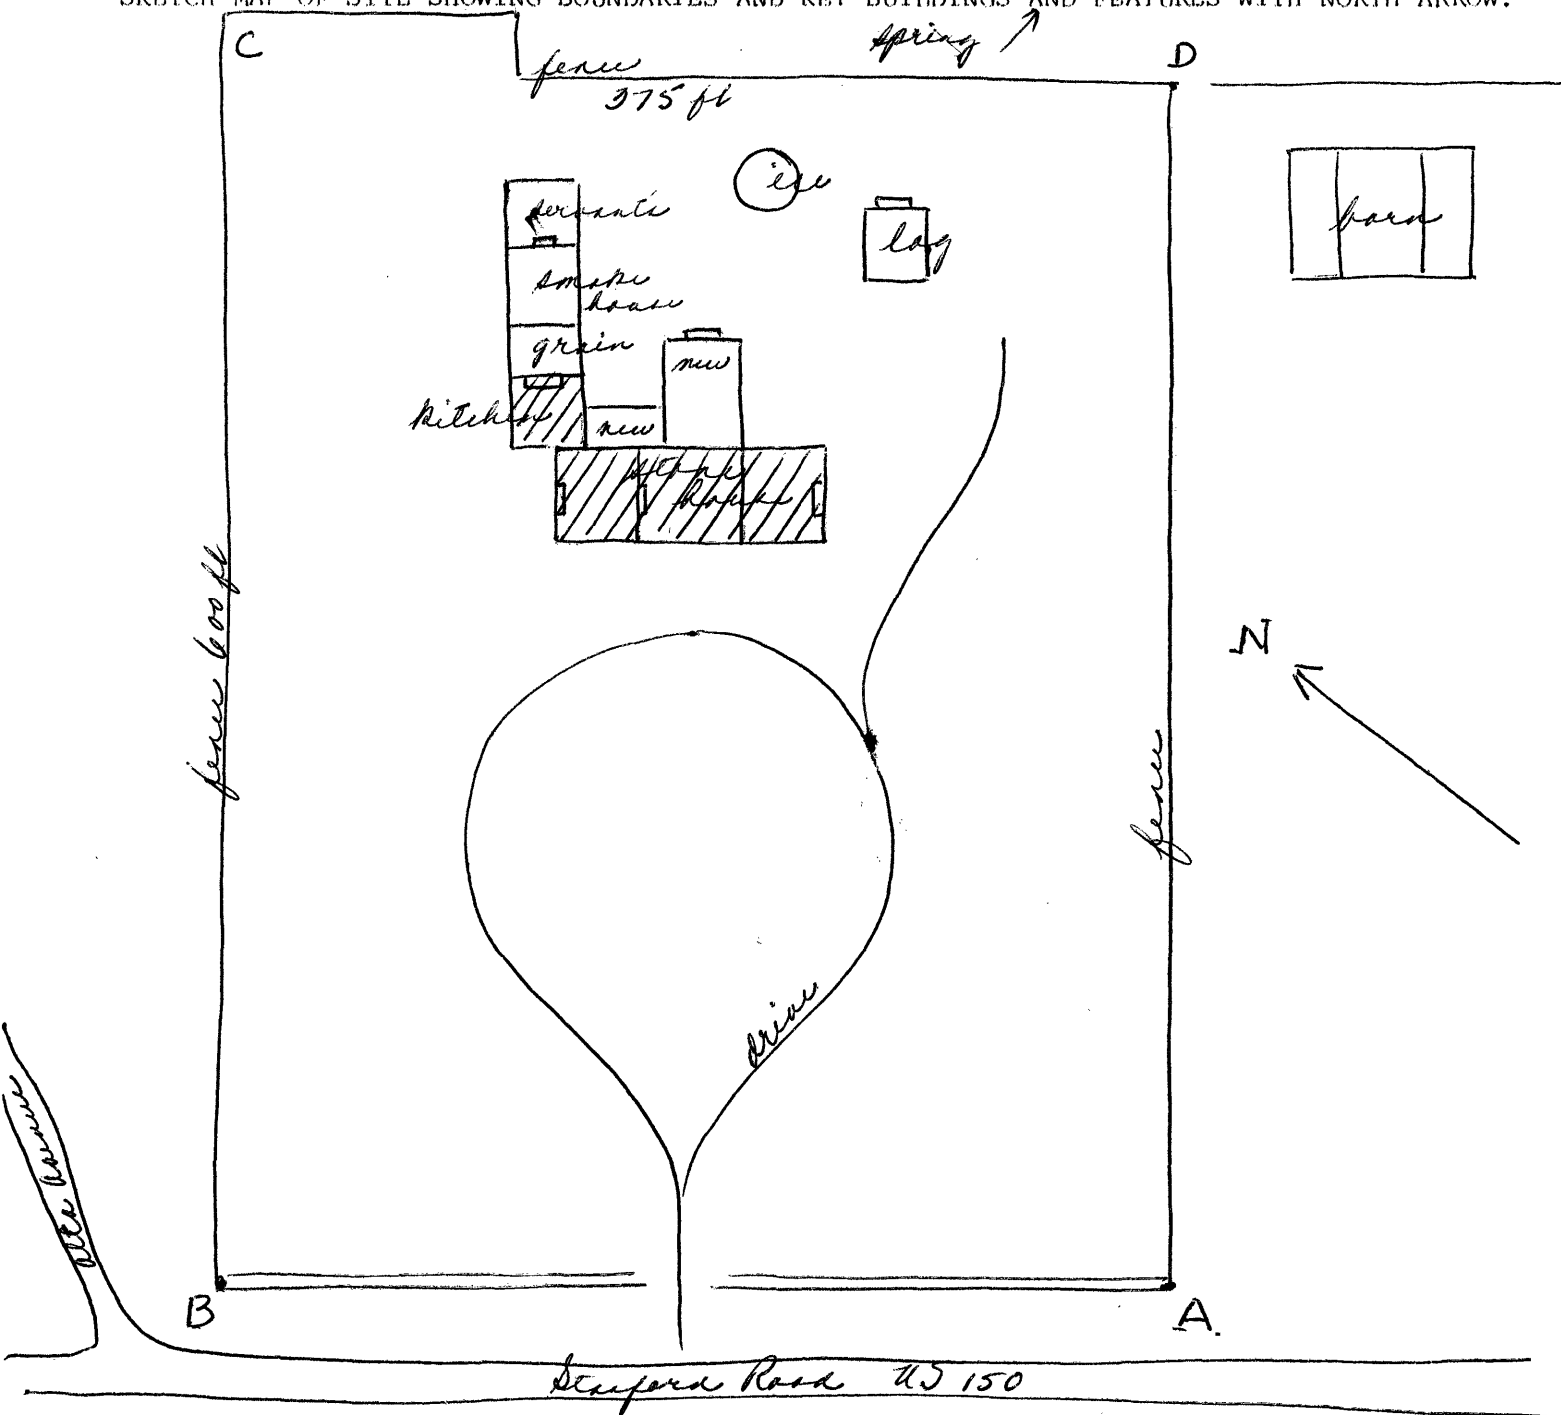 SKETCH MAP OF SITE SHOWING BOUNDARIES AND KEY BUILDINGS AND FEATURES WITH NORTH ARROW.
C
spring
D
fence
375 ft
ice
servants
log
barn
smoke
house
grain
new
kitchen
new
stone
house
fence 600 ft
N
fence
drive
Alta Avenue
B
A.
Stanford Road US 150